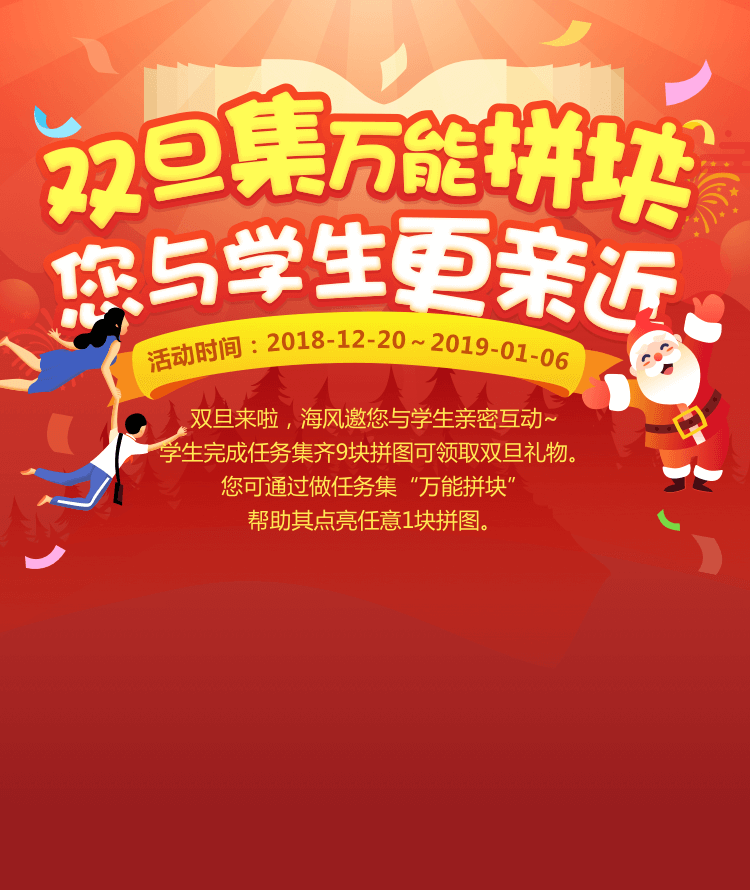 双旦集万能拼块
您与学生更亲近
活动时间：2018-12-20～2019-01-06
双旦来啦，海风邀您与学生亲密互动~
学生完成任务集齐9块拼图可领取双旦礼物。
您可通过做任务集“万能拼块”
帮助其点亮任意1块拼图。